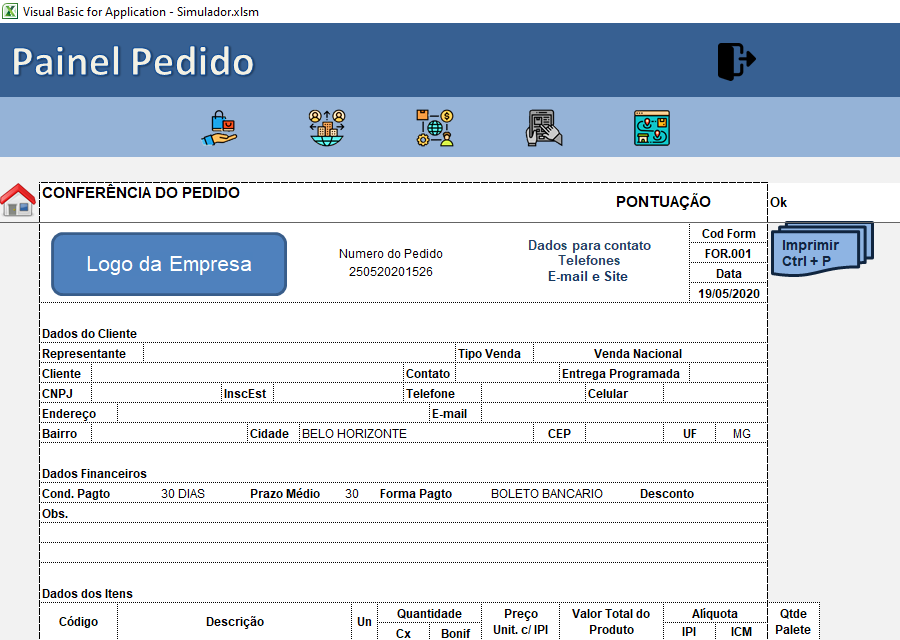 Visual Basic for Application - Simulador.xlsm
Painel Pedido
CONFERÊNCIA DO PEDIDO
PONTUAÇÃO
Ok
Logo da Empresa
Numero do Pedido
250520201526
Dados para contato
Telefones
E-mail e Site
Cod Form
FOR.001
Data
19/05/2020
Imprimir
Ctrl + P
Dados do Cliente
Representante Tipo Venda Venda Nacional
Cliente Contato Entrega Programada
CNPJ InscEst Telefone Celular
Endereço E-mail
Bairro Cidade BELO HORIZONTE CEP UF MG
Dados Financeiros
Cond. Pagto 30 DIAS Prazo Médio 30 Forma Pagto BOLETO BANCARIO Desconto
Obs.
Dados dos Itens
Código Descrição Un Quantidade Preço Valor Total do Alíquota Qtde
Cx Bonif Unit. c/ IPI Produto IPI ICM Palete